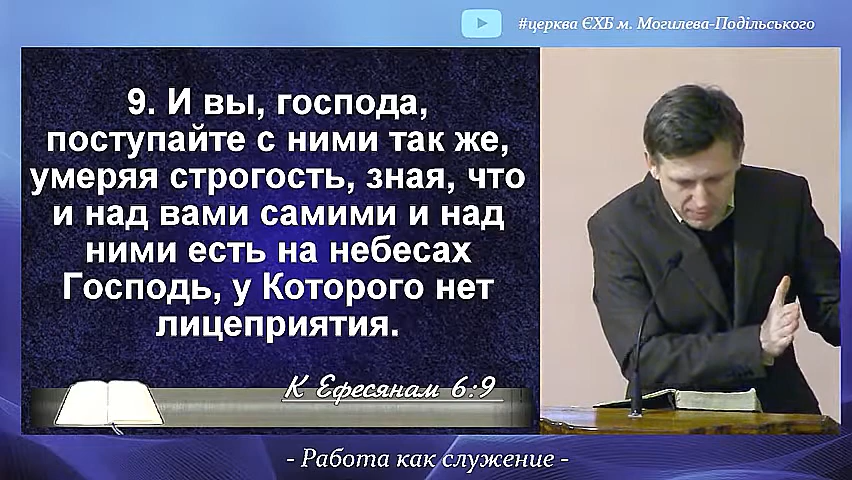 #церква ЄХБ м. Могилева-Подільського
9. И вы, господа,
поступайте с ними так же,
умеряя строгость, зная, что
и над вами самими и над
ними есть на небесах
Господь, у Которого нет
лицеприятия.
К Ефесянам 6:9
- Работа как служение -